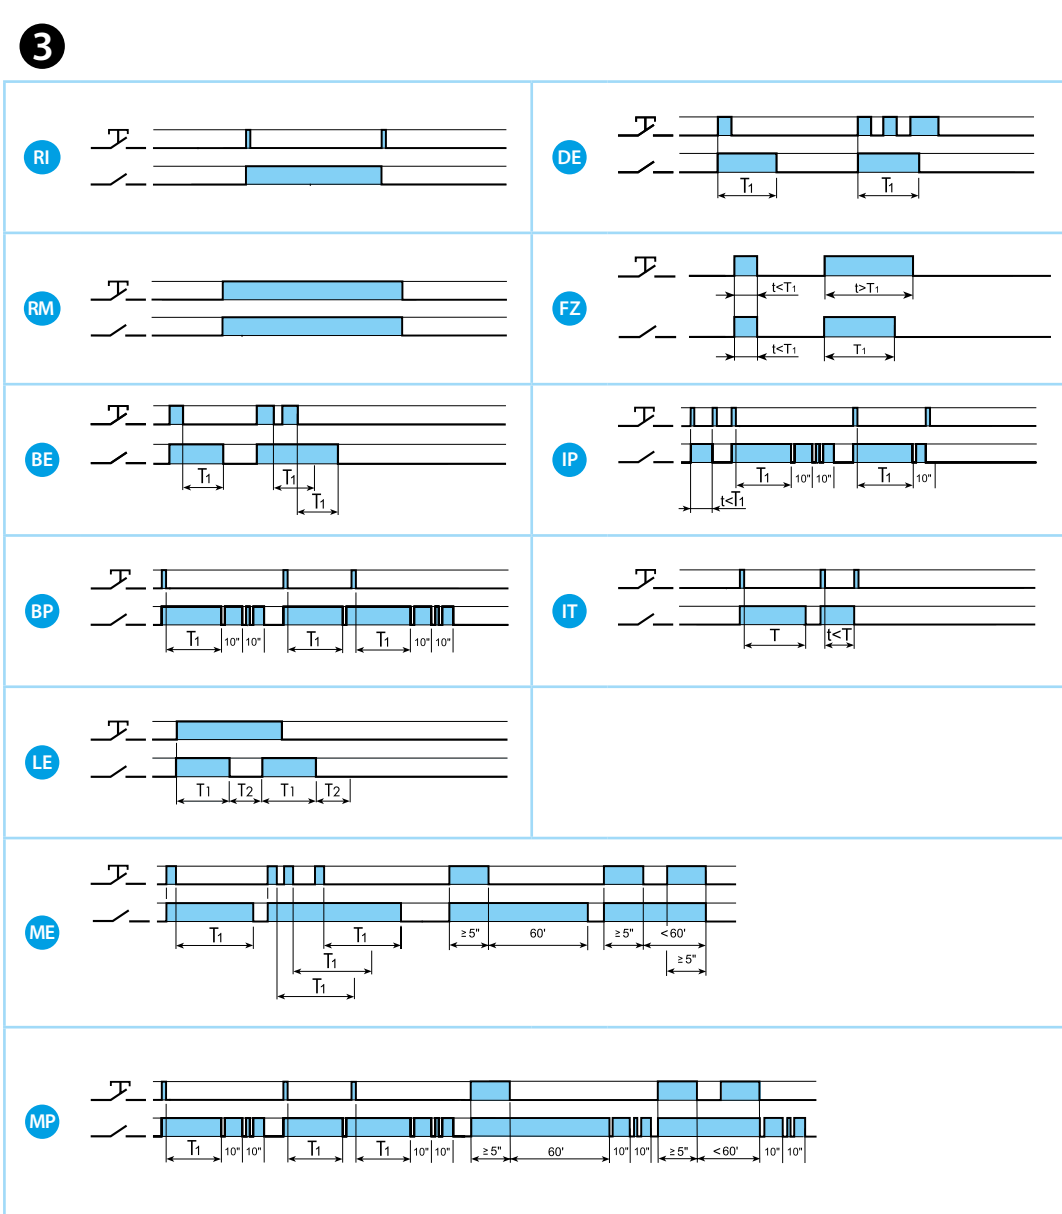 3
RI
DE
T1 T1
RM
FZ
t<T1 t>T1
t<T1 T1
BE
T1 T1
T1
IP
T1 10" 10" T1 10"
t<T1
BP
T1 10" 10" T1 T1 10" 10"
IT
T t<T
LE
T1 T2 T1 T2
ME
T1 T1 ≥5" 60' ≥5" <60'
T1 ≥5"
T1
MP
T1 10" 10" T1 T1 10" 10" ≥5" 60' 10" 10" ≥5" <60' 10" 10"